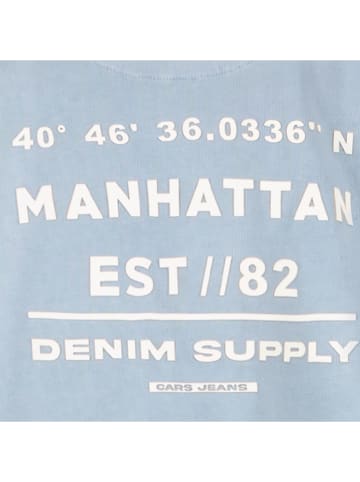 40° 46' 36.0336" N
MANHATTAN
EST//82
DENIM SUPPLY
CARS JEANS